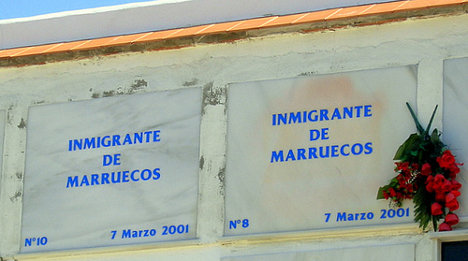 INMIGRANTE
DE
MARRUECOS
Nº10 7 Marzo 2001
INMIGRANTE
DE
MARRUECOS
Nº8 7 Marzo 2001